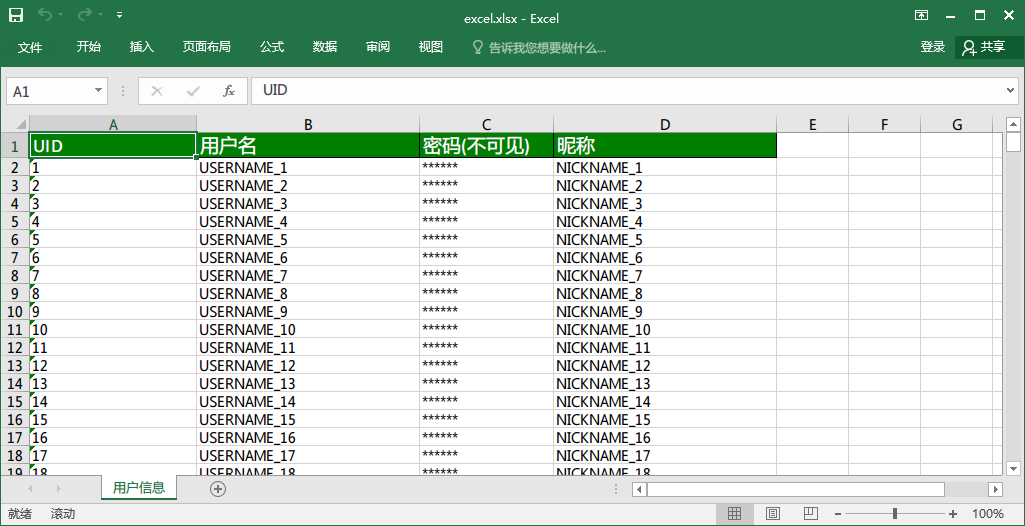 excel.xlsx - Excel
文件 开始 插入 页面布局 公式 数据 审阅 视图 告诉我您想要做什么... 登录 共享
A1 fx UID
A B C D E F G
1 UID 用户名 密码(不可见) 昵称
2 1 USERNAME_1 ****** NICKNAME_1
3 2 USERNAME_2 ****** NICKNAME_2
4 3 USERNAME_3 ****** NICKNAME_3
5 4 USERNAME_4 ****** NICKNAME_4
6 5 USERNAME_5 ****** NICKNAME_5
7 6 USERNAME_6 ****** NICKNAME_6
8 7 USERNAME_7 ****** NICKNAME_7
9 8 USERNAME_8 ****** NICKNAME_8
10 9 USERNAME_9 ****** NICKNAME_9
11 10 USERNAME_10 ****** NICKNAME_10
12 11 USERNAME_11 ****** NICKNAME_11
13 12 USERNAME_12 ****** NICKNAME_12
14 13 USERNAME_13 ****** NICKNAME_13
15 14 USERNAME_14 ****** NICKNAME_14
16 15 USERNAME_15 ****** NICKNAME_15
17 16 USERNAME_16 ****** NICKNAME_16
18 17 USERNAME_17 ****** NICKNAME_17
19 18 USERNAME_18 ****** NICKNAME_18
用户信息
就绪 滚动 100%